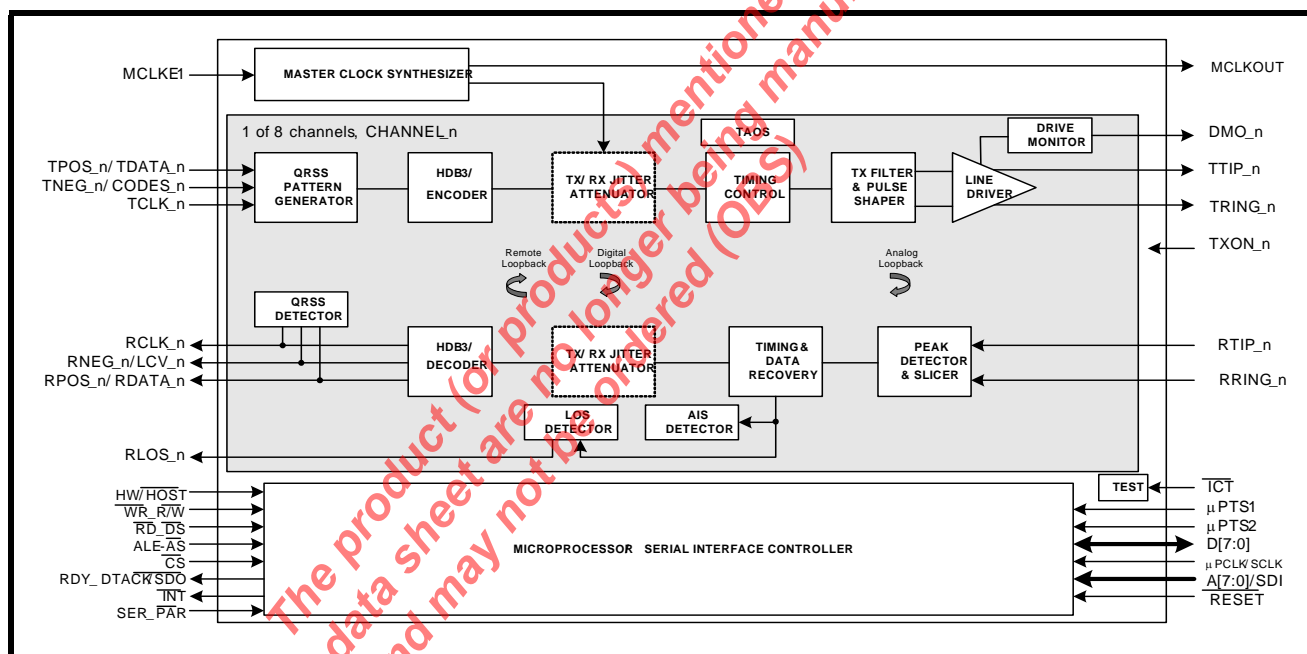 MCLKE1
MASTER CLOCK SYNTHESIZER
MCLKOUT
1 of 8 channels, CHANNEL_n
TAOS
DRIVE
MONITOR
DMO_n
TPOS_n/ TDATA_n
TNEG_n/ CODES_n
TCLK_n
QRSS
PATTERN
GENERATOR
HDB3/
ENCODER
TX/ RX JITTER
ATTENUATOR
TIMING
CONTROL
TX FILTER
& PULSE
SHAPER
LINE
DRIVER
TTIP_n
TRING_n
TXON_n
Remote
Loopback
Digital
Loopback
Analog
Loopback
QRSS
DETECTOR
RCLK_n
RNEG_n/ LCV_n
RPOS_n/ RDATA_n
HDB3/
DECODER
TX/ RX JITTER
ATTENUATOR
TIMING &
DATA
RECOVERY
PEAK
DETECTOR
& SLICER
RTIP_n
RRING_n
LOS
DETECTOR
AIS
DETECTOR
RLOS_n
TEST
ICT
HW/HOST
WR_R/W
RD_DS
ALE-AS
CS
RDY_DTACK/SDO
INT
SER_PAR
MICROPROCESSOR SERIAL INTERFACE CONTROLLER
μPTS1
μPTS2
D[7:0]
μPCLK/SCLK
A[7:0]/SDI
RESET
The product (or products) mentione
data sheet are no longer being manu
nd may not be ordered (OBS)